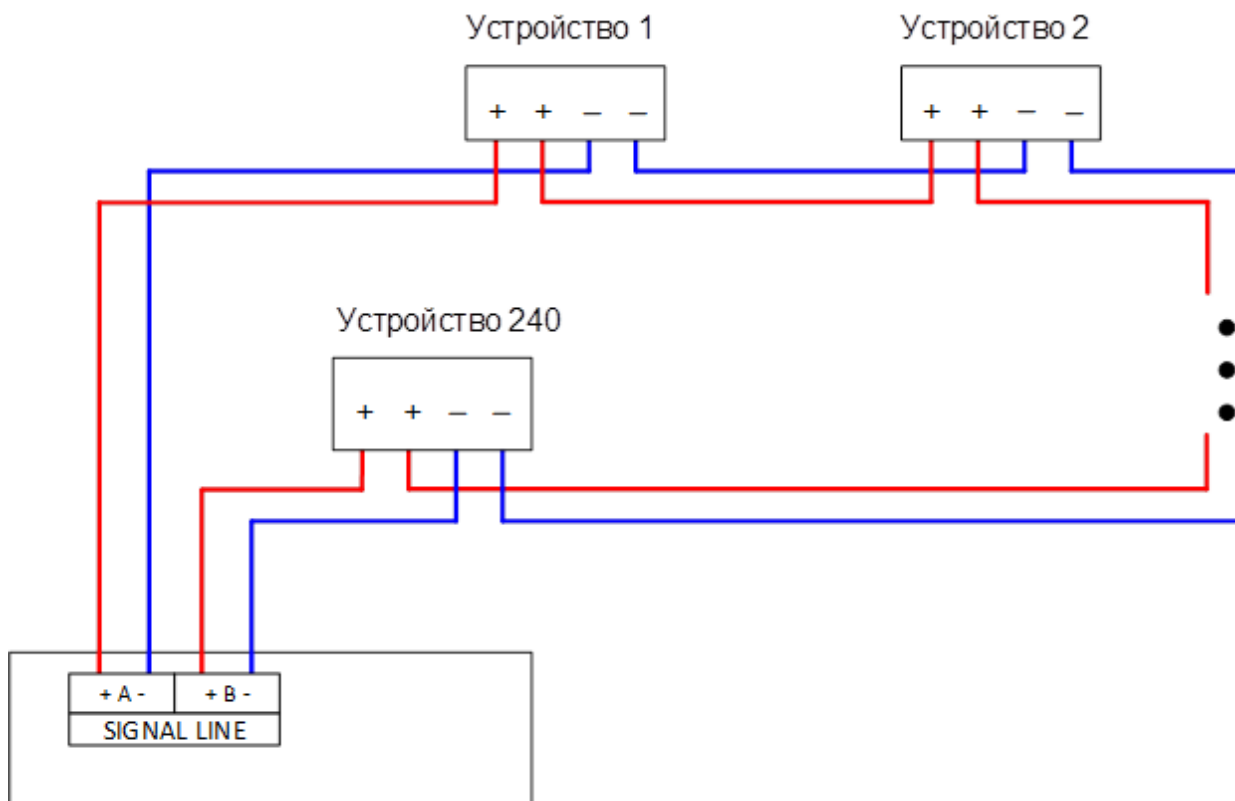 Устройство 1
Устройство 2
+ + – –
+ + – –
Устройство 240
+ + – –
+ A - + B -
SIGNAL LINE